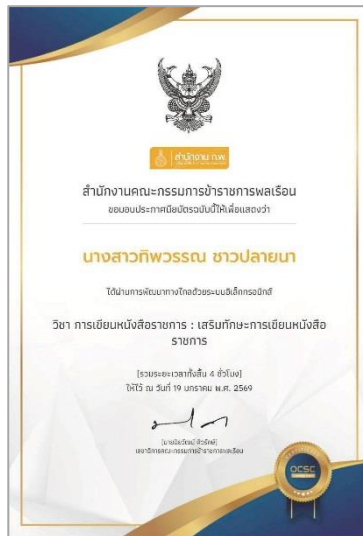 สำนักงาน ก.พ.
สำนักงานคณะกรรมการข้าราชการพลเรือน
ขอมอบประกาศนียบัตรฉบับนี้ให้เพื่อแสดงว่า
นางสาวทิพวรรณ ชาวปลายนา
ได้ผ่านการพัฒนาทางไกลด้วยระบบอิเล็กทรอนิกส์
วิชา การเขียนหนังสือราชการ : เสริมทักษะการเขียนหนังสือ
ราชการ
(รวมระยะเวลาทั้งสิ้น 4 ชั่วโมง)
ให้ไว้ ณ วันที่ 19 มกราคม พ.ศ. 2569
เลขาธิการคณะกรรมการข้าราชการพลเรือน
OCSC